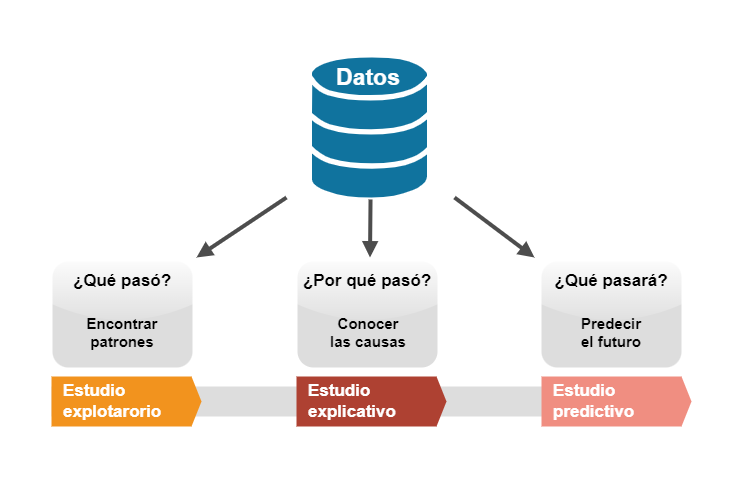 Datos
¿Qué pasó?
Encontrar
patrones
Estudio
explotarorio
¿Por qué pasó?
Conocer
las causas
Estudio
explicativo
¿Qué pasará?
Predecir
el futuro
Estudio
predictivo